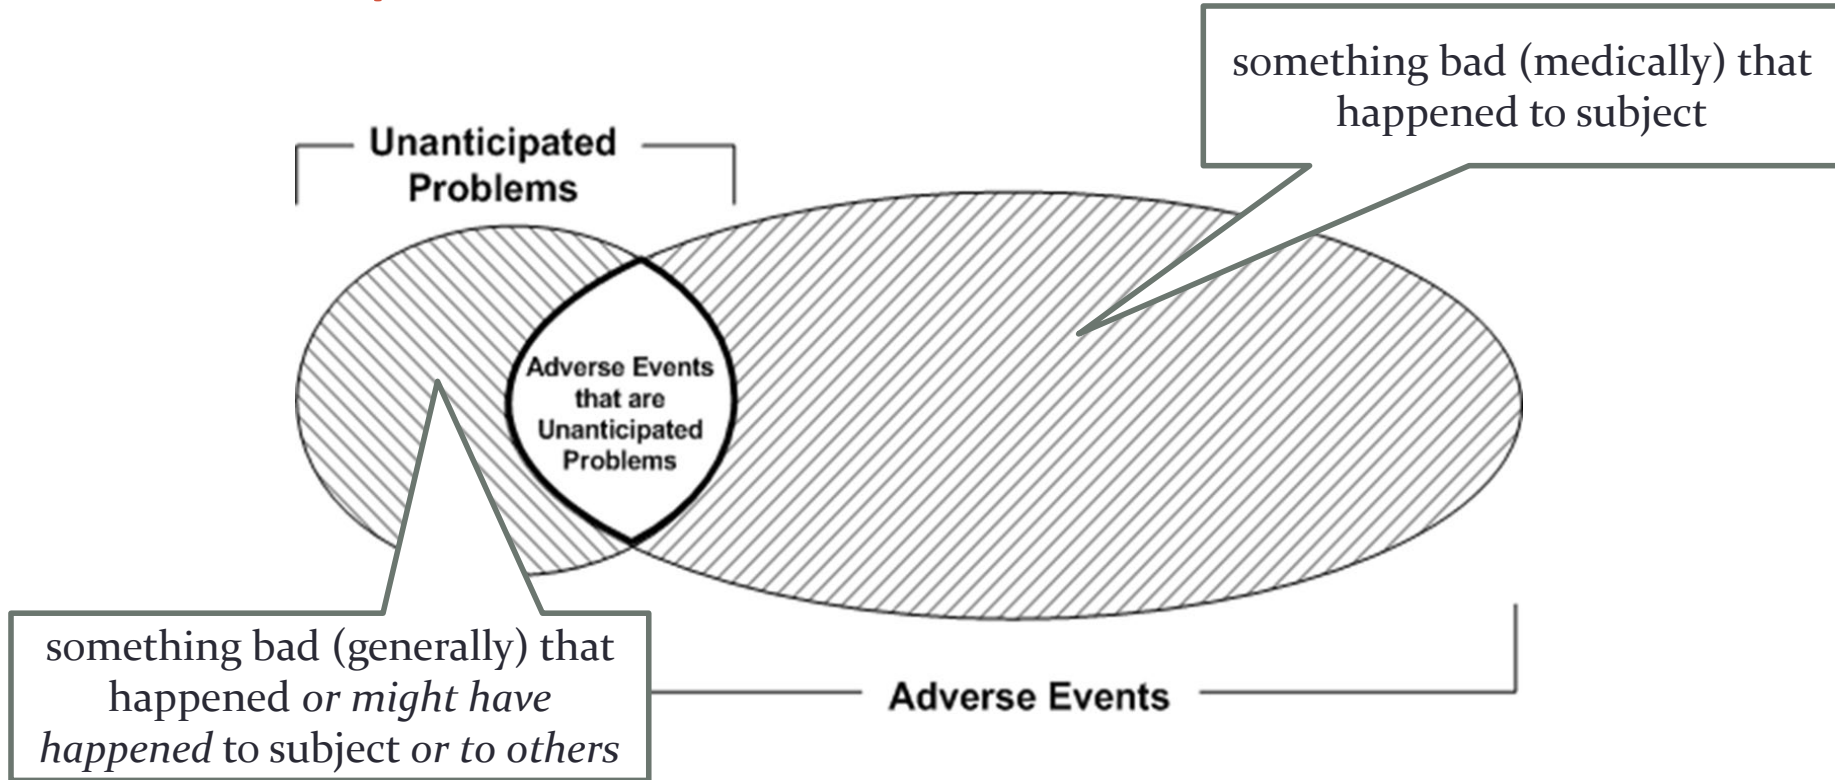 something bad (medically) that
happened to subject
Unanticipated
Problems
Adverse Events
that are
Unanticipated
Problems
something bad (generally) that
happened or might have
happened to subject or to others
Adverse Events